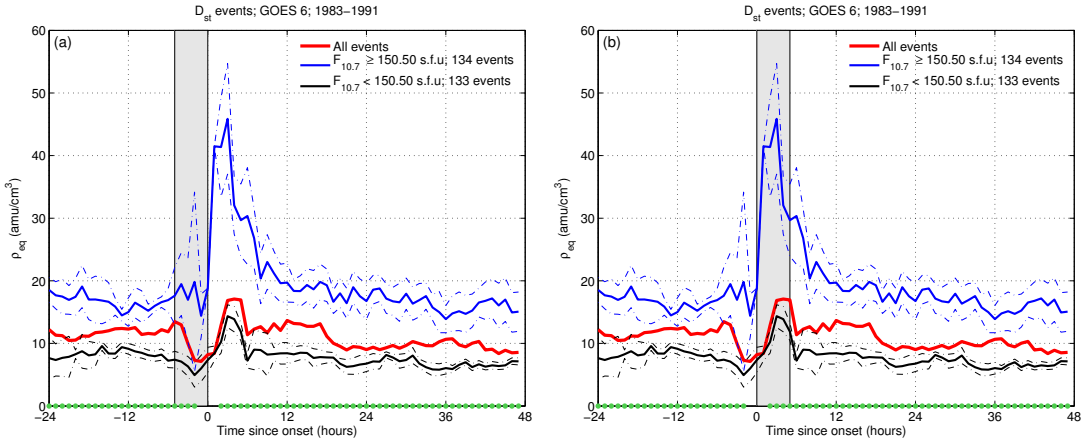 D_st events; GOES 6; 1983−1991
(a)
All events
F_10.7 ≥ 150.50 s.f.u; 134 events
F_10.7 < 150.50 s.f.u; 133 events
60
50
40
30
20
10
0
ρ_eq (amu/cm^3)
−24 −12 0 12 24 36 48
Time since onset (hours)
D_st events; GOES 6; 1983−1991
(b)
All events
F_10.7 ≥ 150.50 s.f.u; 134 events
F_10.7 < 150.50 s.f.u; 133 events
60
50
40
30
20
10
0
ρ_eq (amu/cm^3)
−24 −12 0 12 24 36 48
Time since onset (hours)